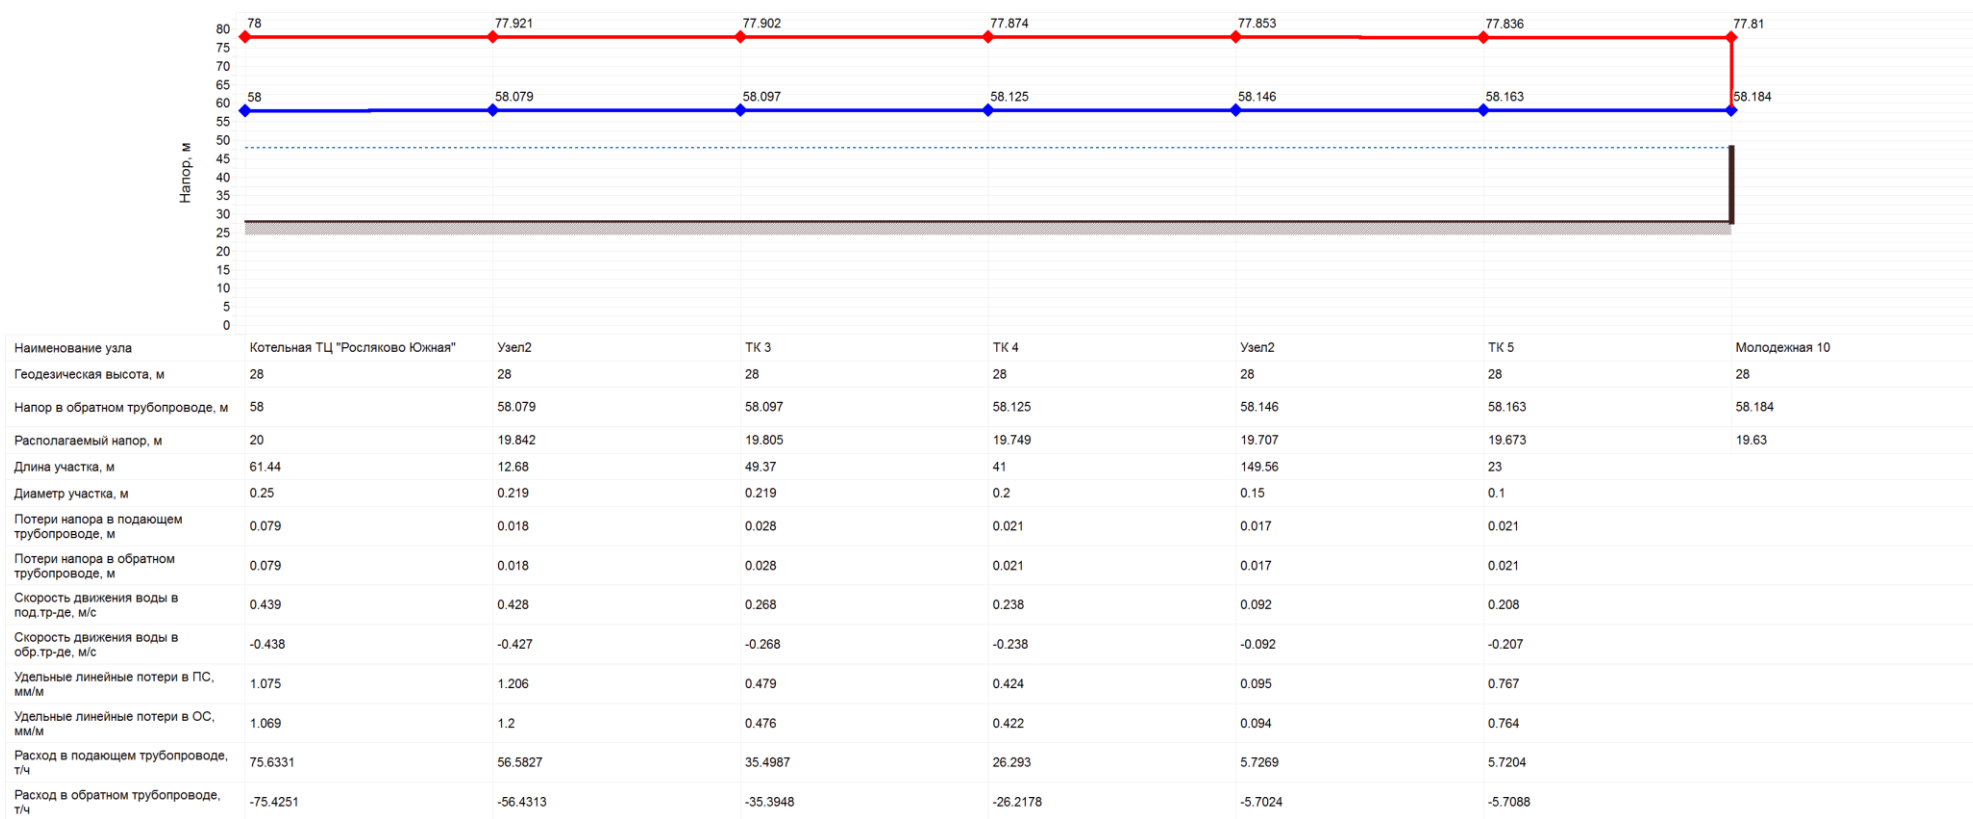 78 77.921 77.902 77.874 77.853 77.836 77.81
80
75
70
65
58 58.079 58.097 58.125 58.146 58.163 58.184
60
55
50
45
40
35
30
25
20
15
10
5
0
Напор, м
Наименование узла Котельная ТЦ "Росляково Южная" Узел2 ТК 3 ТК 4 Узел2 ТК 5 Молодежная 10
Геодезическая высота, м 28 28 28 28 28 28 28
Напор в обратном трубопроводе, м 58 58.079 58.097 58.125 58.146 58.163 58.184
Располагаемый напор, м 20 19.842 19.805 19.749 19.707 19.673 19.63
Длина участка, м 61.44 12.68 49.37 41 149.56 23
Диаметр участка, м 0.25 0.219 0.219 0.2 0.15 0.1
Потери напора в подающем
трубопроводе, м 0.079 0.018 0.028 0.021 0.017 0.021
Потери напора в обратном
трубопроводе, м 0.079 0.018 0.028 0.021 0.017 0.021
Скорость движения воды в
под.тр-де, м/с 0.439 0.428 0.268 0.238 0.092 0.208
Скорость движения воды в
обр.тр-де, м/с -0.438 -0.427 -0.268 -0.238 -0.092 -0.207
Удельные линейные потери в ПС,
мм/м 1.075 1.206 0.479 0.424 0.095 0.767
Удельные линейные потери в ОС,
мм/м 1.069 1.2 0.476 0.422 0.094 0.764
Расход в подающем трубопроводе,
т/ч 75.6331 56.5827 35.4987 26.293 5.7269 5.7204
Расход в обратном трубопроводе,
т/ч -75.4251 -56.4313 -35.3948 -26.2178 -5.7024 -5.7088